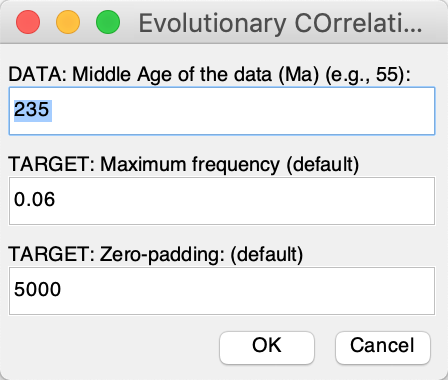 Evolutionary COrrelati...
DATA: Middle Age of the data (Ma) (e.g., 55):
235
TARGET: Maximum frequency (default)
0.06
TARGET: Zero-padding: (default)
5000
OK Cancel